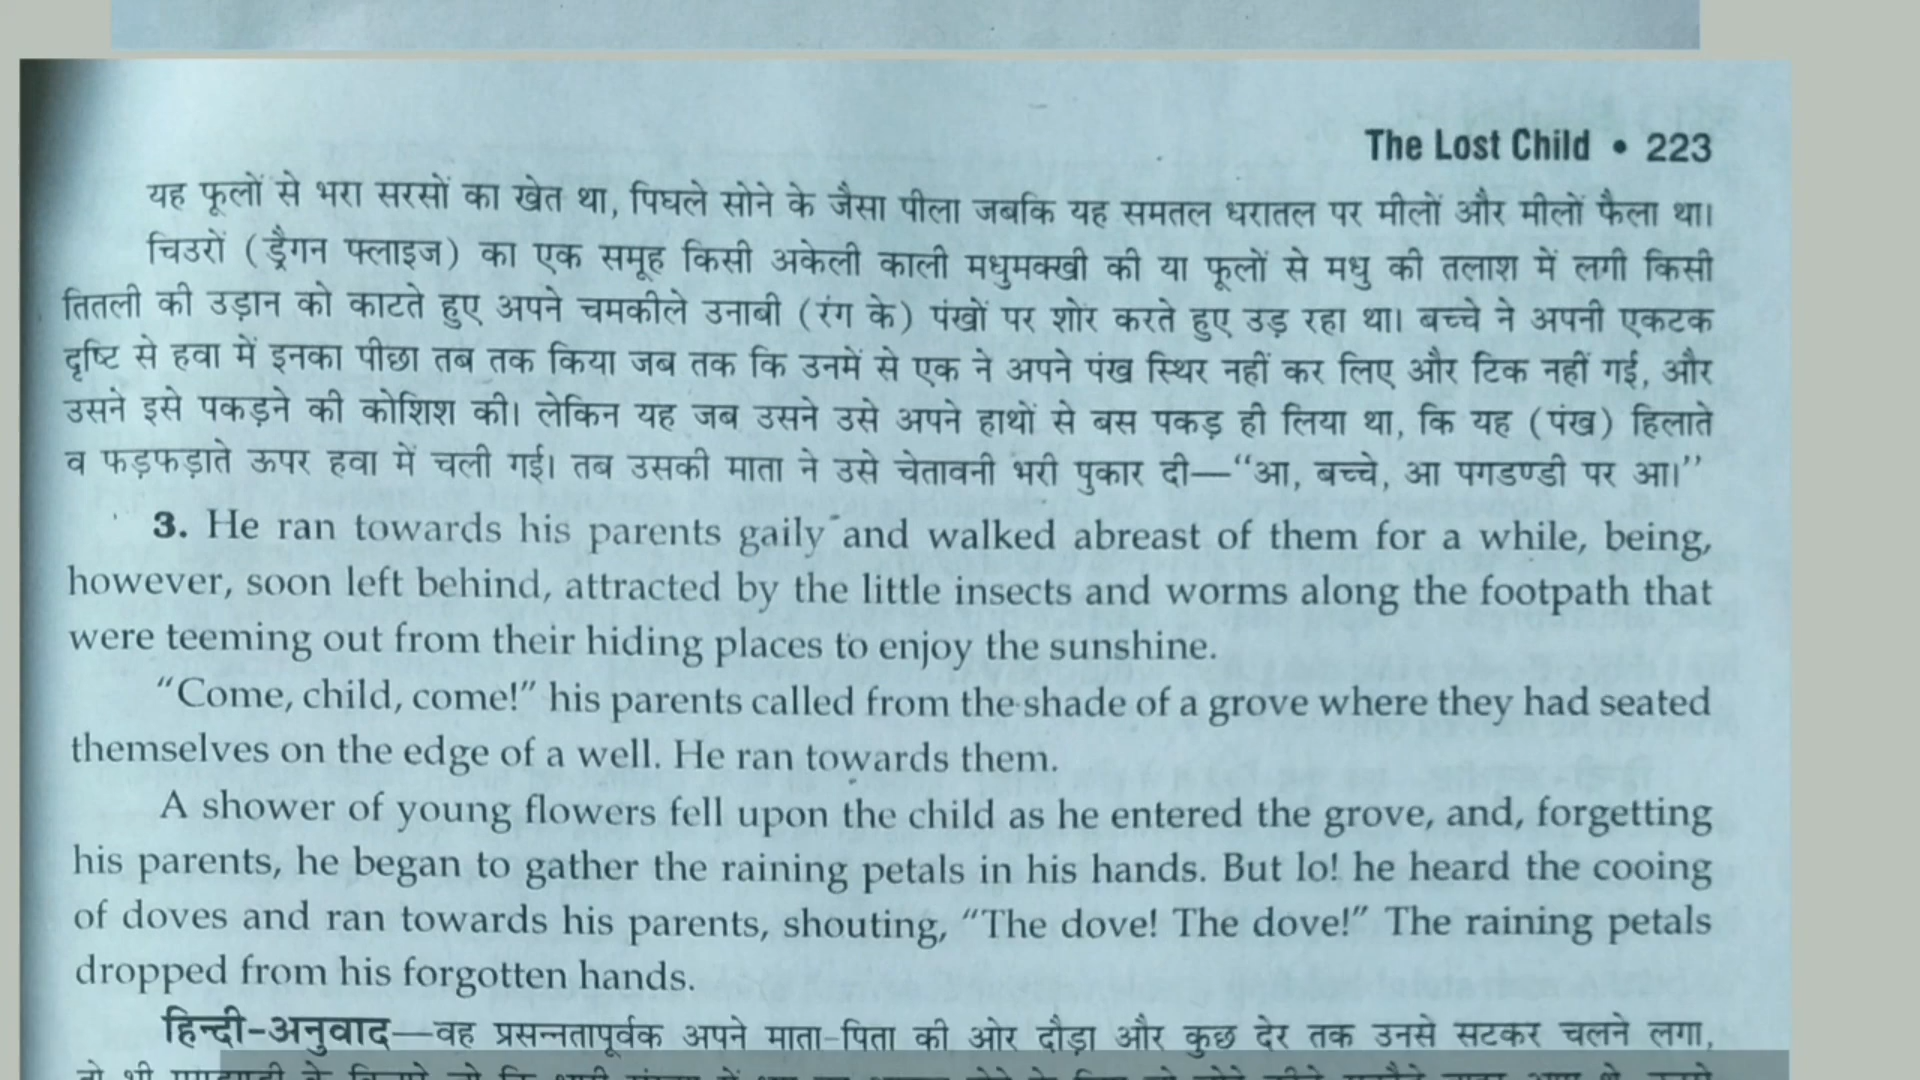 The Lost Child • 223
यह फूलों से भरा सरसों का खेत था, पिघले सोने के जैसा पीला जबकि यह समतल धरातल पर मीलों और मीलों फैला था।
चिउरों (ड्रैगन फ्लाइज) का एक समूह किसी अकेली काली मधुमक्खी की या फूलों से मधु की तलाश में लगी किसी
तितली की उड़ान को काटते हुए अपने चमकीले उनाबी (रंग के) पंखों पर शोर करते हुए उड़ रहा था। बच्चे ने अपनी एकटक
दृष्टि से हवा में इनका पीछा तब तक किया जब तक कि उनमें से एक ने अपने पंख स्थिर नहीं कर लिए और टिक नहीं गई, और
उसने इसे पकड़ने की कोशिश की। लेकिन यह जब उसने उसे अपने हाथों से बस पकड़ ही लिया था, कि यह (पंख) हिलाते
व फड़फड़ाते ऊपर हवा में चली गई। तब उसकी माता ने उसे चेतावनी भरी पुकार दी—“आ, बच्चे, आ पगडण्डी पर आ।”
3. He ran towards his parents gaily and walked abreast of them for a while, being,
however, soon left behind, attracted by the little insects and worms along the footpath that
were teeming out from their hiding places to enjoy the sunshine.
“Come, child, come!” his parents called from the shade of a grove where they had seated
themselves on the edge of a well. He ran towards them.
A shower of young flowers fell upon the child as he entered the grove, and, forgetting
his parents, he began to gather the raining petals in his hands. But lo! he heard the cooing
of doves and ran towards his parents, shouting, “The dove! The dove!” The raining petals
dropped from his forgotten hands.
हिन्दी-अनुवाद—वह प्रसन्नतापूर्वक अपने माता-पिता की ओर दौड़ा और कुछ देर तक उनसे सटकर चलने लगा,